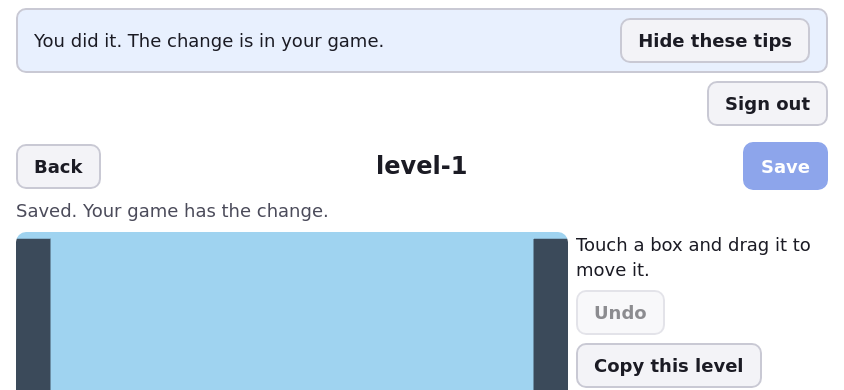 You did it. The change is in your game.
Hide these tips
Sign out
Back
level-1
Save
Saved. Your game has the change.
Touch a box and drag it to
move it.
Undo
Copy this level